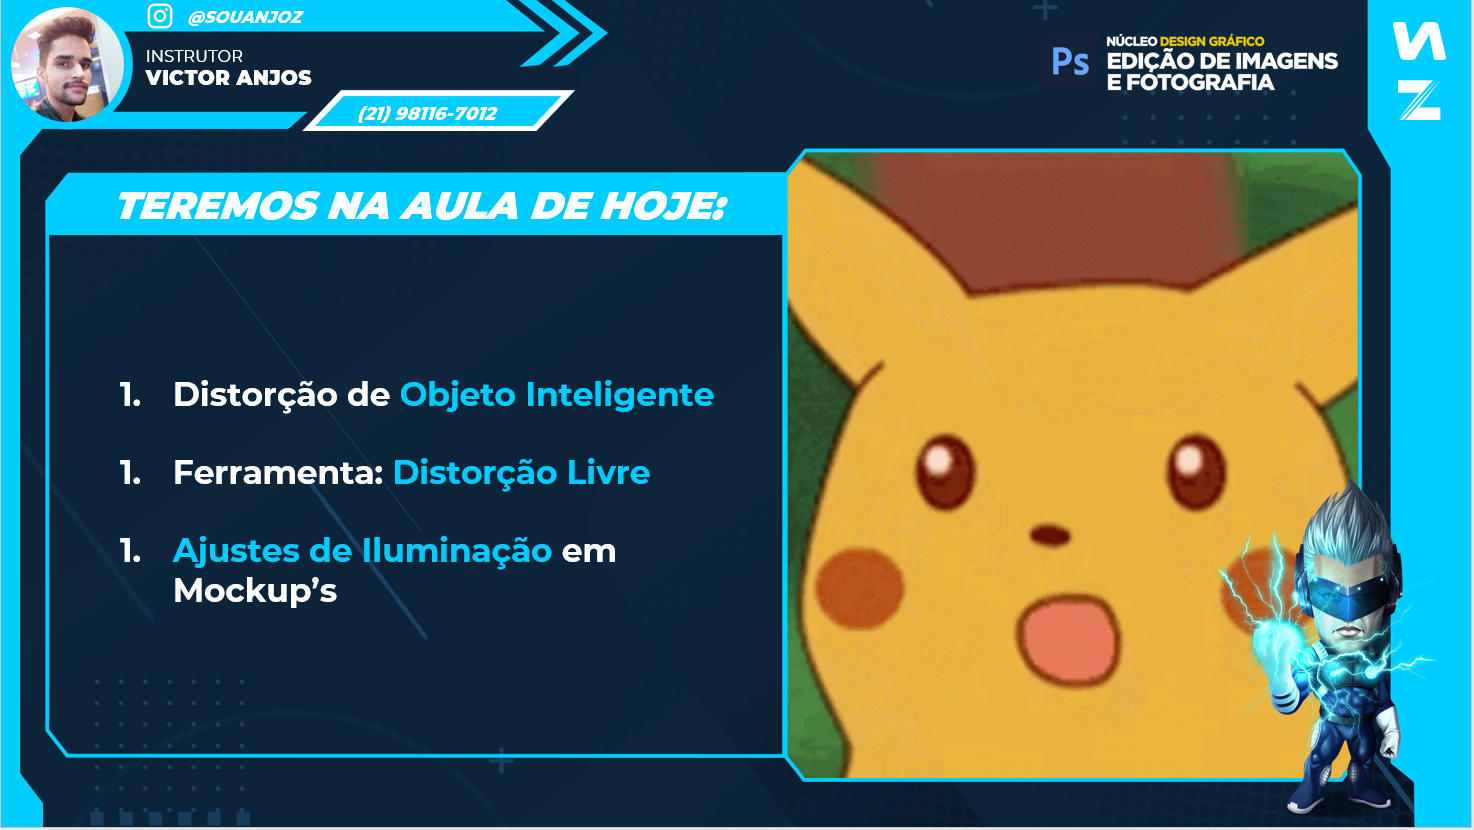 @SOUANJOZ
INSTRUTOR
VICTOR ANJOS
(21) 98116-7012
Ps
NÚCLEO DESIGN GRÁFICO
EDIÇÃO DE IMAGENS
E FOTOGRAFIA
TEREMOS NA AULA DE HOJE:
1. Distorção de Objeto Inteligente
1. Ferramenta: Distorção Livre
1. Ajustes de Iluminação em
Mockup’s